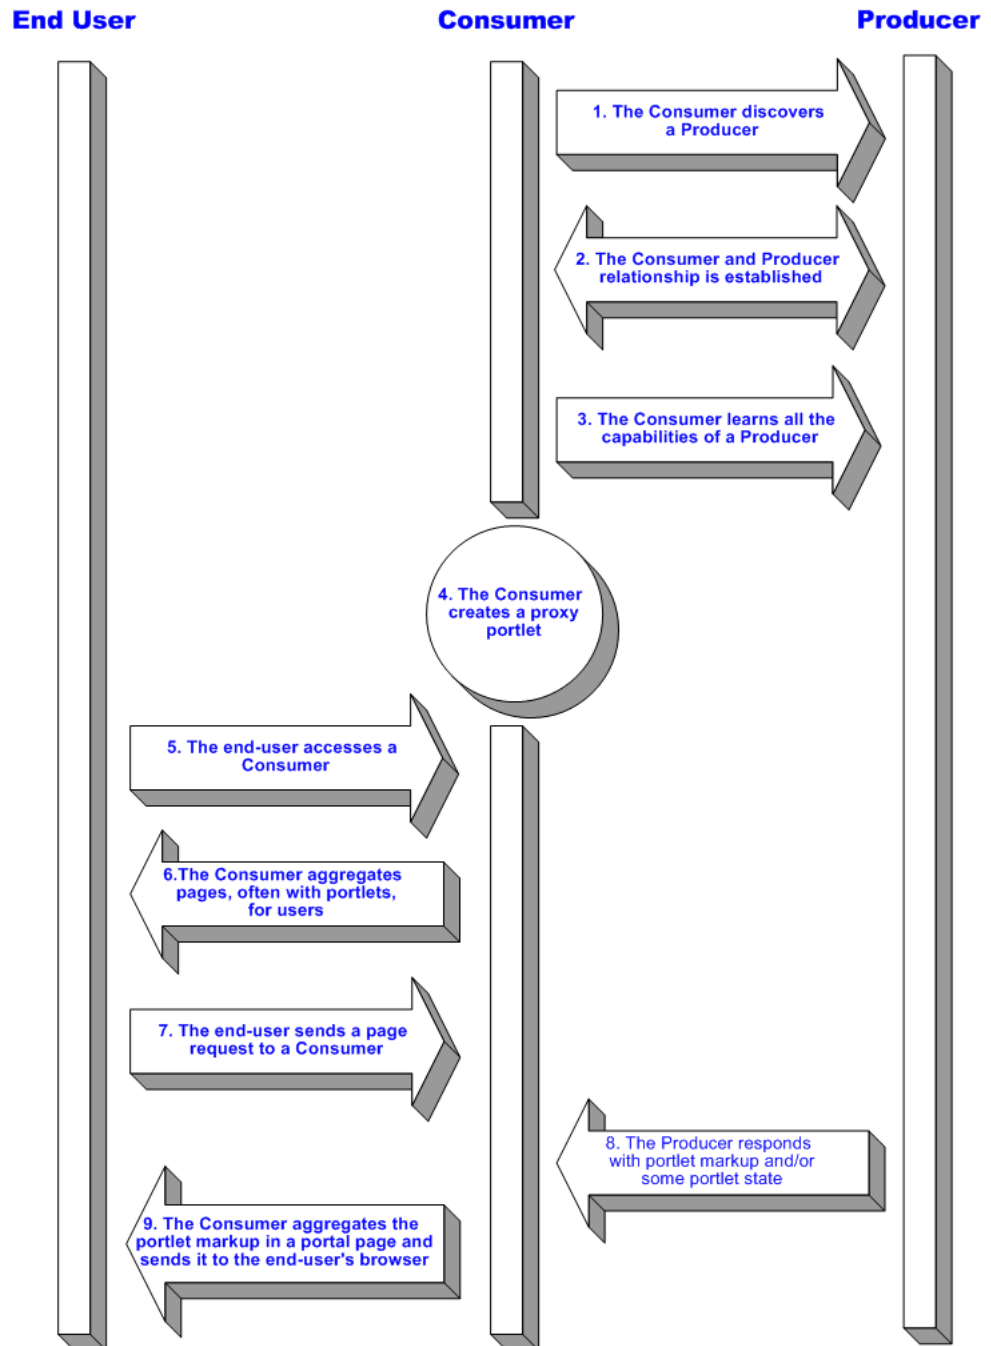 End User
Consumer
Producer
1. The Consumer discovers
a Producer
2. The Consumer and Producer
relationship is established
3. The Consumer learns all the
capabilities of a Producer
4. The Consumer
creates a proxy
portlet
5. The end-user accesses a
Consumer
6.The Consumer aggregates
pages, often with portlets,
for users
7. The end-user sends a page
request to a Consumer
8. The Producer responds
with portlet markup and/or
some portlet state
9. The Consumer aggregates the
portlet markup in a portal page and
sends it to the end-user's browser